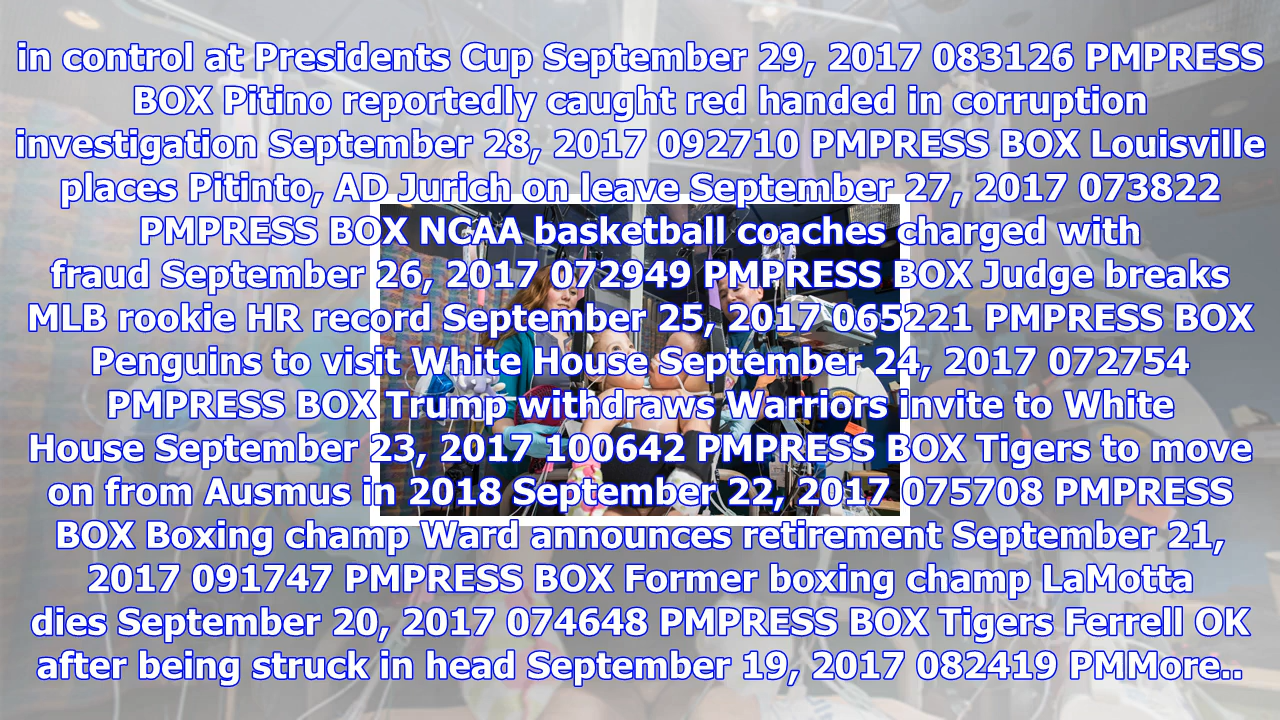 in control at Presidents Cup September 29, 2017 083126 PMPRESS
BOX Pitino reportedly caught red handed in corruption
investigation September 28, 2017 092710 PMPRESS BOX Louisville
places Pitinto, AD Jurich on leave September 27, 2017 073822
PMPRESS BOX NCAA basketball coaches charged with
fraud September 26, 2017 072949 PMPRESS BOX Judge breaks
MLB rookie HR record September 25, 2017 065221 PMPRESS BOX
Penguins to visit White House September 24, 2017 072754
PMPRESS BOX Trump withdraws Warriors invite to White
House September 23, 2017 100642 PMPRESS BOX Tigers to move
on from Ausmus in 2018 September 22, 2017 075708 PMPRESS
BOX Boxing champ Ward announces retirement September 21,
2017 091747 PMPRESS BOX Former boxing champ LaMotta
dies September 20, 2017 074648 PMPRESS BOX Tigers Ferrell OK
after being struck in head September 19, 2017 082419 PMMore..